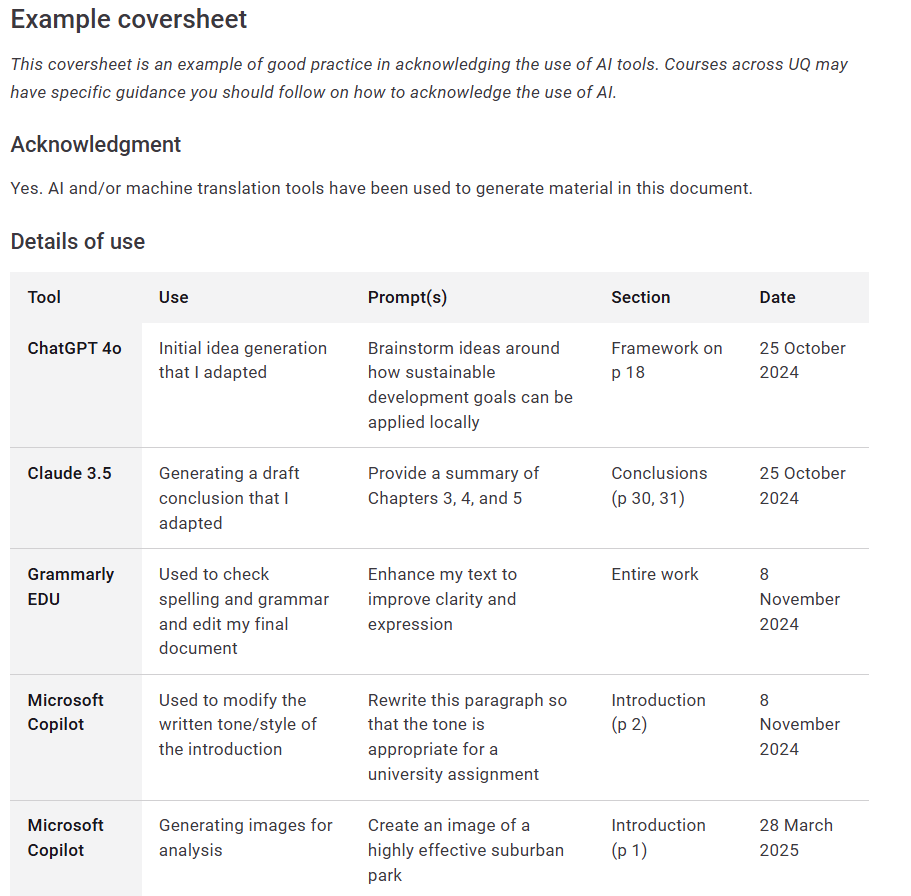 Example coversheet
This coversheet is an example of good practice in acknowledging the use of AI tools. Courses across UQ may
have specific guidance you should follow on how to acknowledge the use of AI.
Acknowledgment
Yes. AI and/or machine translation tools have been used to generate material in this document.
Details of use
Tool Use Prompt(s) Section Date
ChatGPT 4o Initial idea generation Brainstorm ideas around Framework on 25 October
that I adapted how sustainable p 18 2024
development goals can be
applied locally
Claude 3.5 Generating a draft Provide a summary of Conclusions 25 October
conclusion that I Chapters 3, 4, and 5 (p 30, 31) 2024
adapted
Grammarly Used to check Enhance my text to Entire work 8
EDU spelling and grammar improve clarity and November
and edit my final expression 2024
document
Microsoft Used to modify the Rewrite this paragraph so Introduction 8
Copilot written tone/style of that the tone is (p 2) November
the introduction appropriate for a 2024
university assignment
Microsoft Generating images for Create an image of a Introduction 28 March
Copilot analysis highly effective suburban (p 1) 2025
park